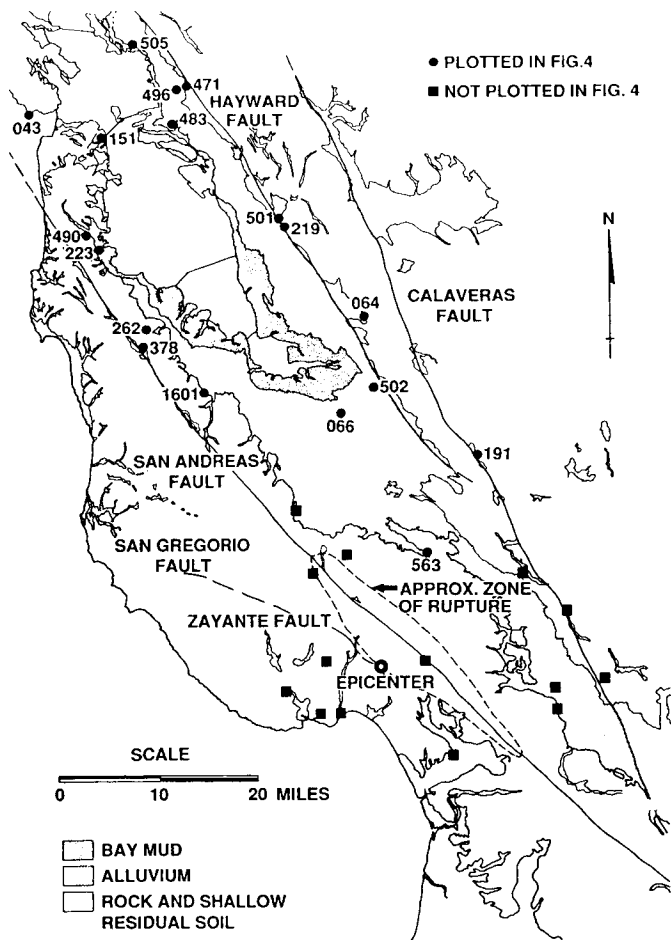 505
● PLOTTED IN FIG.4
■ NOT PLOTTED IN FIG. 4
496
471
HAYWARD
FAULT
043
151
483
501
219
N
490
223
064
CALAVERAS
FAULT
262
378
502
1601
066
191
SAN ANDREAS
FAULT
SAN GREGORIO
FAULT
563
APPROX. ZONE
OF RUPTURE
ZAYANTE FAULT
EPICENTER
SCALE
0 10 20 MILES
BAY MUD
ALLUVIUM
ROCK AND SHALLOW
RESIDUAL SOIL